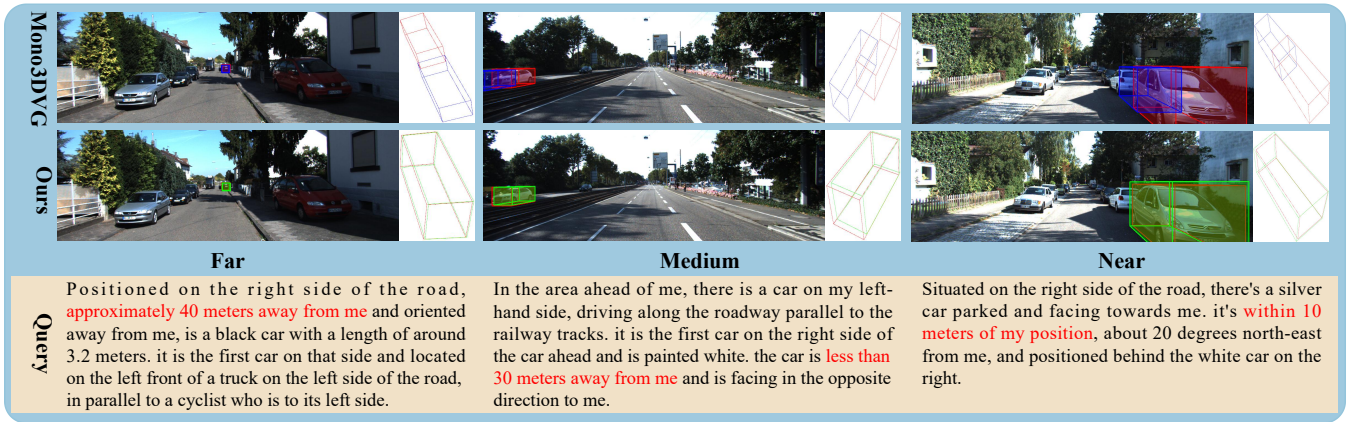 Mono3DVG
Ours
Far
Medium
Near
Query
Positioned on the right side of the road,
approximately 40 meters away from me and oriented
away from me, is a black car with a length of around
3.2 meters. it is the first car on that side and located
on the left front of a truck on the left side of the road,
in parallel to a cyclist who is to its left side.
In the area ahead of me, there is a car on my left-
hand side, driving along the roadway parallel to the
railway tracks. it is the first car on the right side of
the car ahead and is painted white. the car is less than
30 meters away from me and is facing in the opposite
direction to me.
Situated on the right side of the road, there's a silver
car parked and facing towards me. it's within 10
meters of my position, about 20 degrees north-east
from me, and positioned behind the white car on the
right.